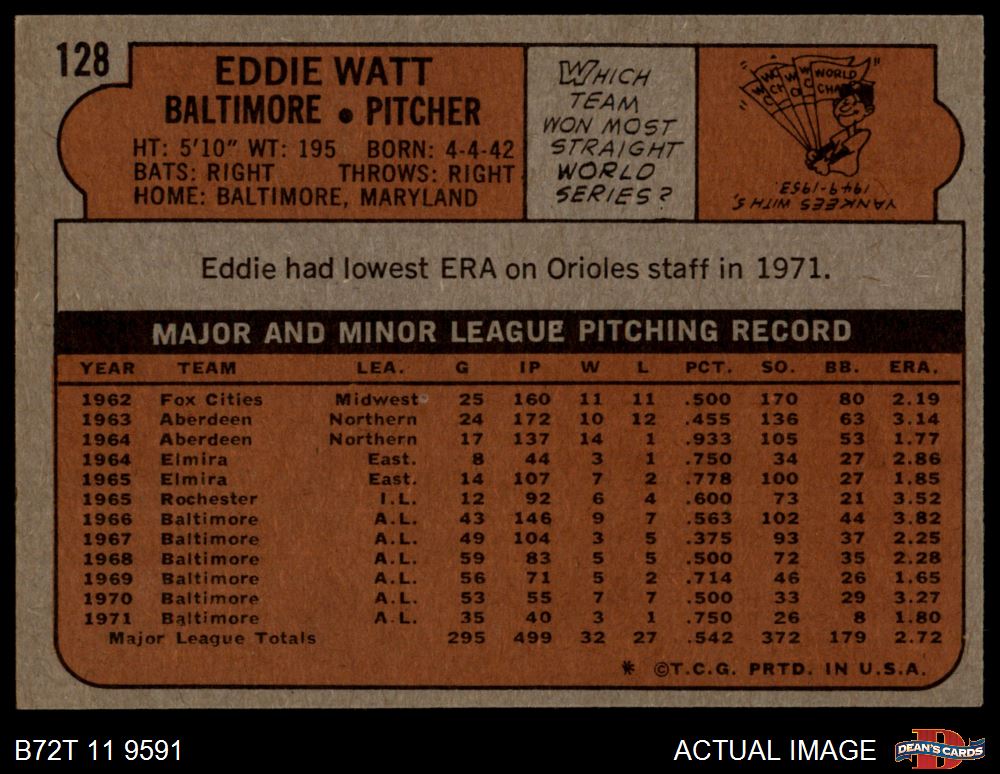 128
EDDIE WATT
BALTIMORE • PITCHER
HT: 5'10" WT: 195 BORN: 4-4-42
BATS: RIGHT THROWS: RIGHT
HOME: BALTIMORE, MARYLAND
WHICH
TEAM
WON MOST
STRAIGHT
WORLD
SERIES?
WORLD
CHA
YANKEES WITH 5,
1949-1953.
Eddie had lowest ERA on Orioles staff in 1971.
MAJOR AND MINOR LEAGUE PITCHING RECORD
YEAR TEAM LEA. G IP W L PCT. SO. BB. ERA.
1962 Fox Cities Midwest 25 160 11 11 .500 170 80 2.19
1963 Aberdeen Northern 24 172 10 12 .455 136 63 3.14
1964 Aberdeen Northern 17 137 14 1 .933 105 53 1.77
1964 Elmira East. 8 44 3 1 .750 34 27 2.86
1965 Elmira East. 14 107 7 2 .778 100 27 1.85
1965 Rochester I.L. 12 92 6 4 .600 73 21 3.52
1966 Baltimore A.L. 43 146 9 7 .563 102 44 3.82
1967 Baltimore A.L. 49 104 3 5 .375 93 37 2.25
1968 Baltimore A.L. 59 83 5 5 .500 72 35 2.28
1969 Baltimore A.L. 56 71 5 2 .714 46 26 1.65
1970 Baltimore A.L. 53 55 7 7 .500 33 29 3.27
1971 Baltimore A.L. 35 40 3 1 .750 26 8 1.80
Major League Totals 295 499 32 27 .542 372 179 2.72
* ©T.C.G. PRTD. IN U.S.A.
B72T 11 9591
ACTUAL IMAGE
DEAN'S CARDS